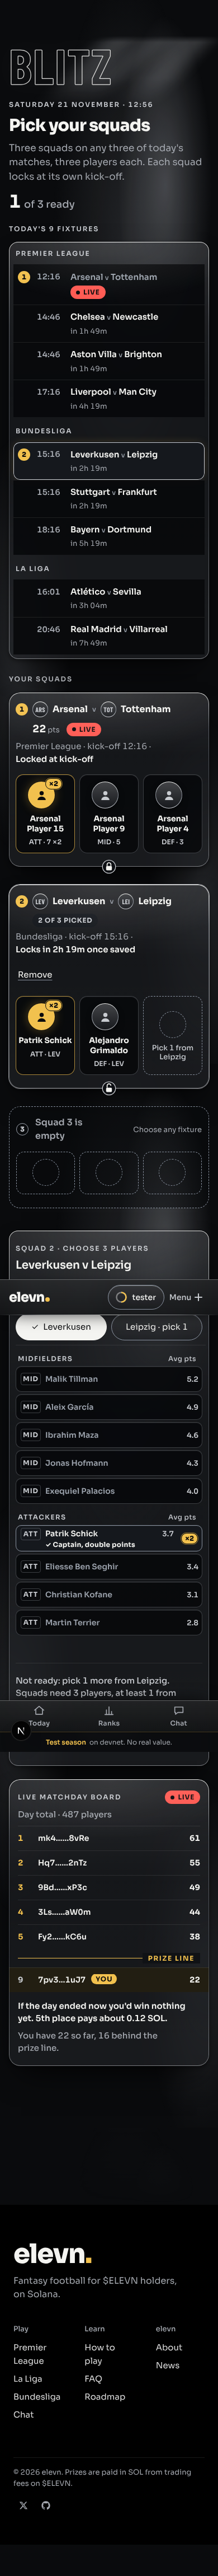 BLITZ
SATURDAY 21 NOVEMBER · 12:56
Pick your squads
Three squads on any three of today's
matches, three players each. Each squad
locks at its own kick-off.
1 of 3 ready
TODAY'S 9 FIXTURES
PREMIER LEAGUE
1 12:16 Arsenal v Tottenham
LIVE
14:46 Chelsea v Newcastle
in 1h 49m
14:46 Aston Villa v Brighton
in 1h 49m
17:16 Liverpool v Man City
in 4h 19m
BUNDESLIGA
2 15:16 Leverkusen v Leipzig
in 2h 19m
15:16 Stuttgart v Frankfurt
in 2h 19m
18:16 Bayern v Dortmund
in 5h 19m
LA LIGA
16:01 Atlético v Sevilla
in 3h 04m
20:46 Real Madrid v Villarreal
in 7h 49m
YOUR SQUADS
1 ARS Arsenal v TOT Tottenham
22 pts LIVE
Premier League · kick-off 12:16 ·
Locked at kick-off
×2
Arsenal Player 15
ATT · 7 ×2
Arsenal Player 9
MID · 5
Arsenal Player 4
DEF · 3
2 LEV Leverkusen v LEI Leipzig
2 OF 3 PICKED
Bundesliga · kick-off 15:16 ·
Locks in 2h 19m once saved
Remove
×2
Patrik Schick
ATT · LEV
Alejandro Grimaldo
DEF · LEV
Pick 1 from Leipzig
3 Squad 3 is empty
Choose any fixture
SQUAD 2 · CHOOSE 3 PLAYERS
Leverkusen v Leipzig
elevn. tester Menu
✓ Leverkusen
Leipzig · pick 1
MIDFIELDERS Avg pts
MID Malik Tillman 5.2
MID Aleix García 4.9
MID Ibrahim Maza 4.6
MID Jonas Hofmann 4.3
MID Exequiel Palacios 4.0
ATTACKERS Avg pts
ATT Patrik Schick 3.7 ×2
✓ Captain, double points
ATT Eliesse Ben Seghir 3.4
ATT Christian Kofane 3.1
ATT Martin Terrier 2.8
Not ready: pick 1 more from Leipzig.
Squads need 3 players, at least 1 from
Today Ranks Chat
N
Test season on devnet. No real value.
LIVE MATCHDAY BOARD LIVE
Day total · 487 players
1 mk4……8vRe 61
2 Hq7……2nTz 55
3 9Bd……xP3c 49
4 3Ls……aW0m 44
5 Fy2……kC6u 38
PRIZE LINE
9 7pv3…1uJ7 YOU 22
If the day ended now you'd win nothing
yet. 5th place pays about 0.12 SOL.
You have 22 so far, 16 behind the
prize line.
elevn.
Fantasy football for $ELEVN holders,
on Solana.
Play
Premier League
La Liga
Bundesliga
Chat
Learn
How to play
FAQ
Roadmap
elevn
About
News
© 2026 elevn. Prizes are paid in SOL from trading
fees on $ELEVN.